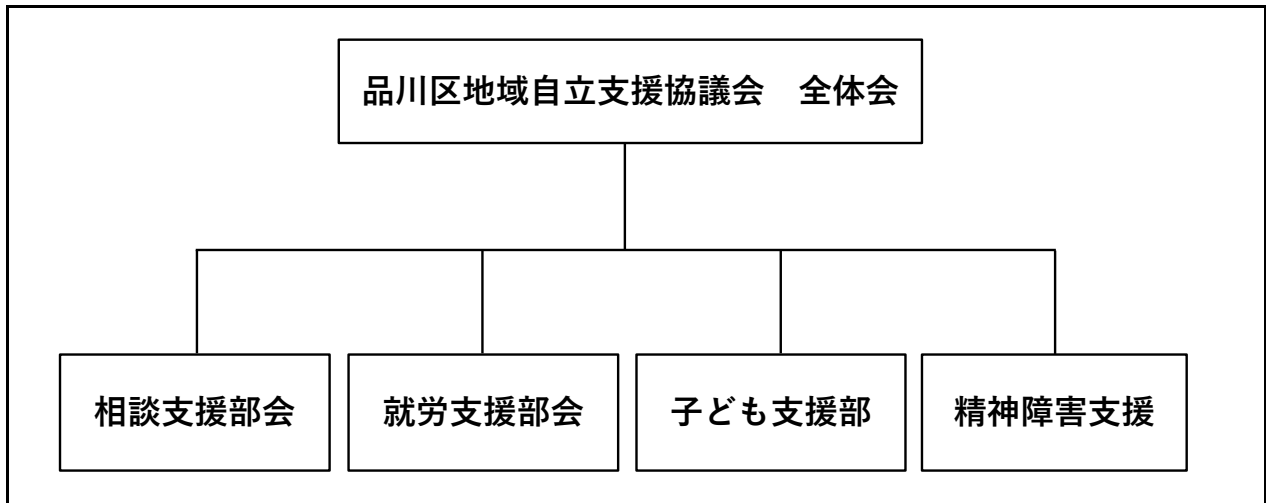 品川区地域自立支援協議会　全体会
相談支援部会
就労支援部会
子ども支援部
精神障害支援